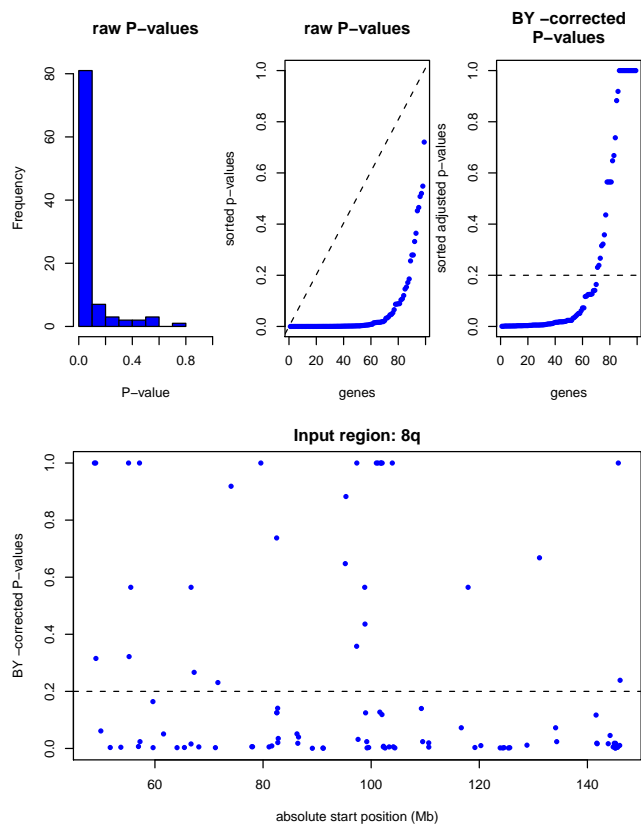 raw P−values
Frequency
0 20 40 60 80
0.0 0.4 0.8
P−value
raw P−values
sorted p−values
0.0 0.2 0.4 0.6 0.8 1.0
0 20 40 60 80
genes
BY −corrected
P−values
sorted adjusted p−values
0.0 0.2 0.4 0.6 0.8 1.0
0 20 40 60 80
genes
Input region: 8q
BY −corrected P−values
0.0 0.2 0.4 0.6 0.8 1.0
60 80 100 120 140
absolute start position (Mb)